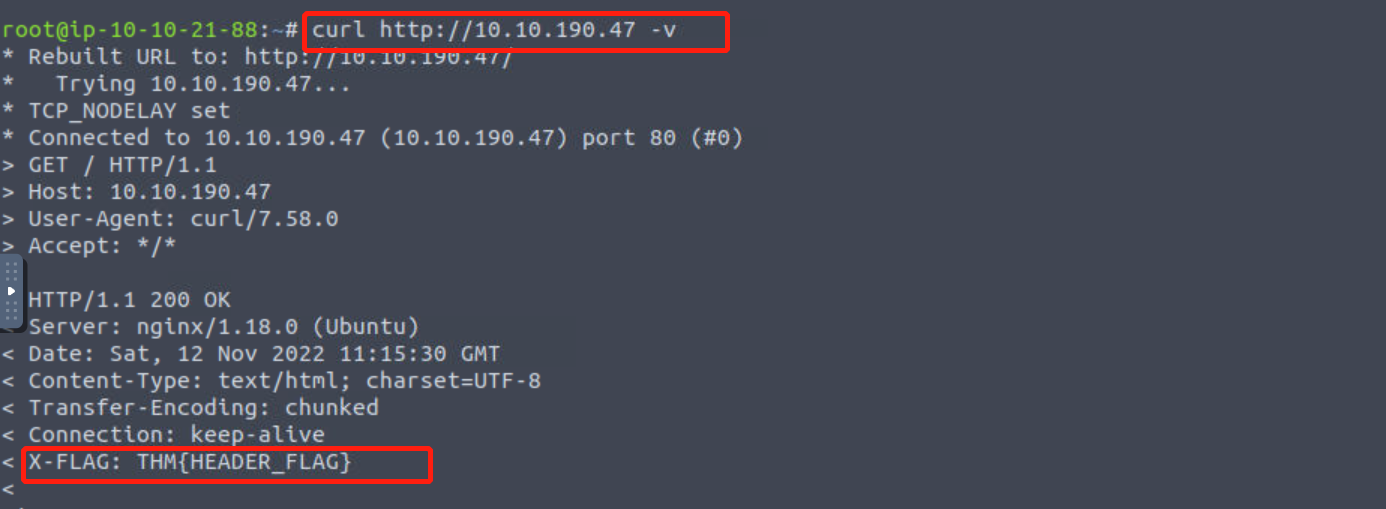 root@ip-10-10-21-88:~# curl http://10.10.190.47 -v
* Rebuilt URL to: http://10.10.190.47/
*   Trying 10.10.190.47...
* TCP_NODELAY set
* Connected to 10.10.190.47 (10.10.190.47) port 80 (#0)
> GET / HTTP/1.1
> Host: 10.10.190.47
> User-Agent: curl/7.58.0
> Accept: */*
HTTP/1.1 200 OK
< Server: nginx/1.18.0 (Ubuntu)
< Date: Sat, 12 Nov 2022 11:15:30 GMT
< Content-Type: text/html; charset=UTF-8
< Transfer-Encoding: chunked
< Connection: keep-alive
< X-FLAG: THM{HEADER_FLAG}
<